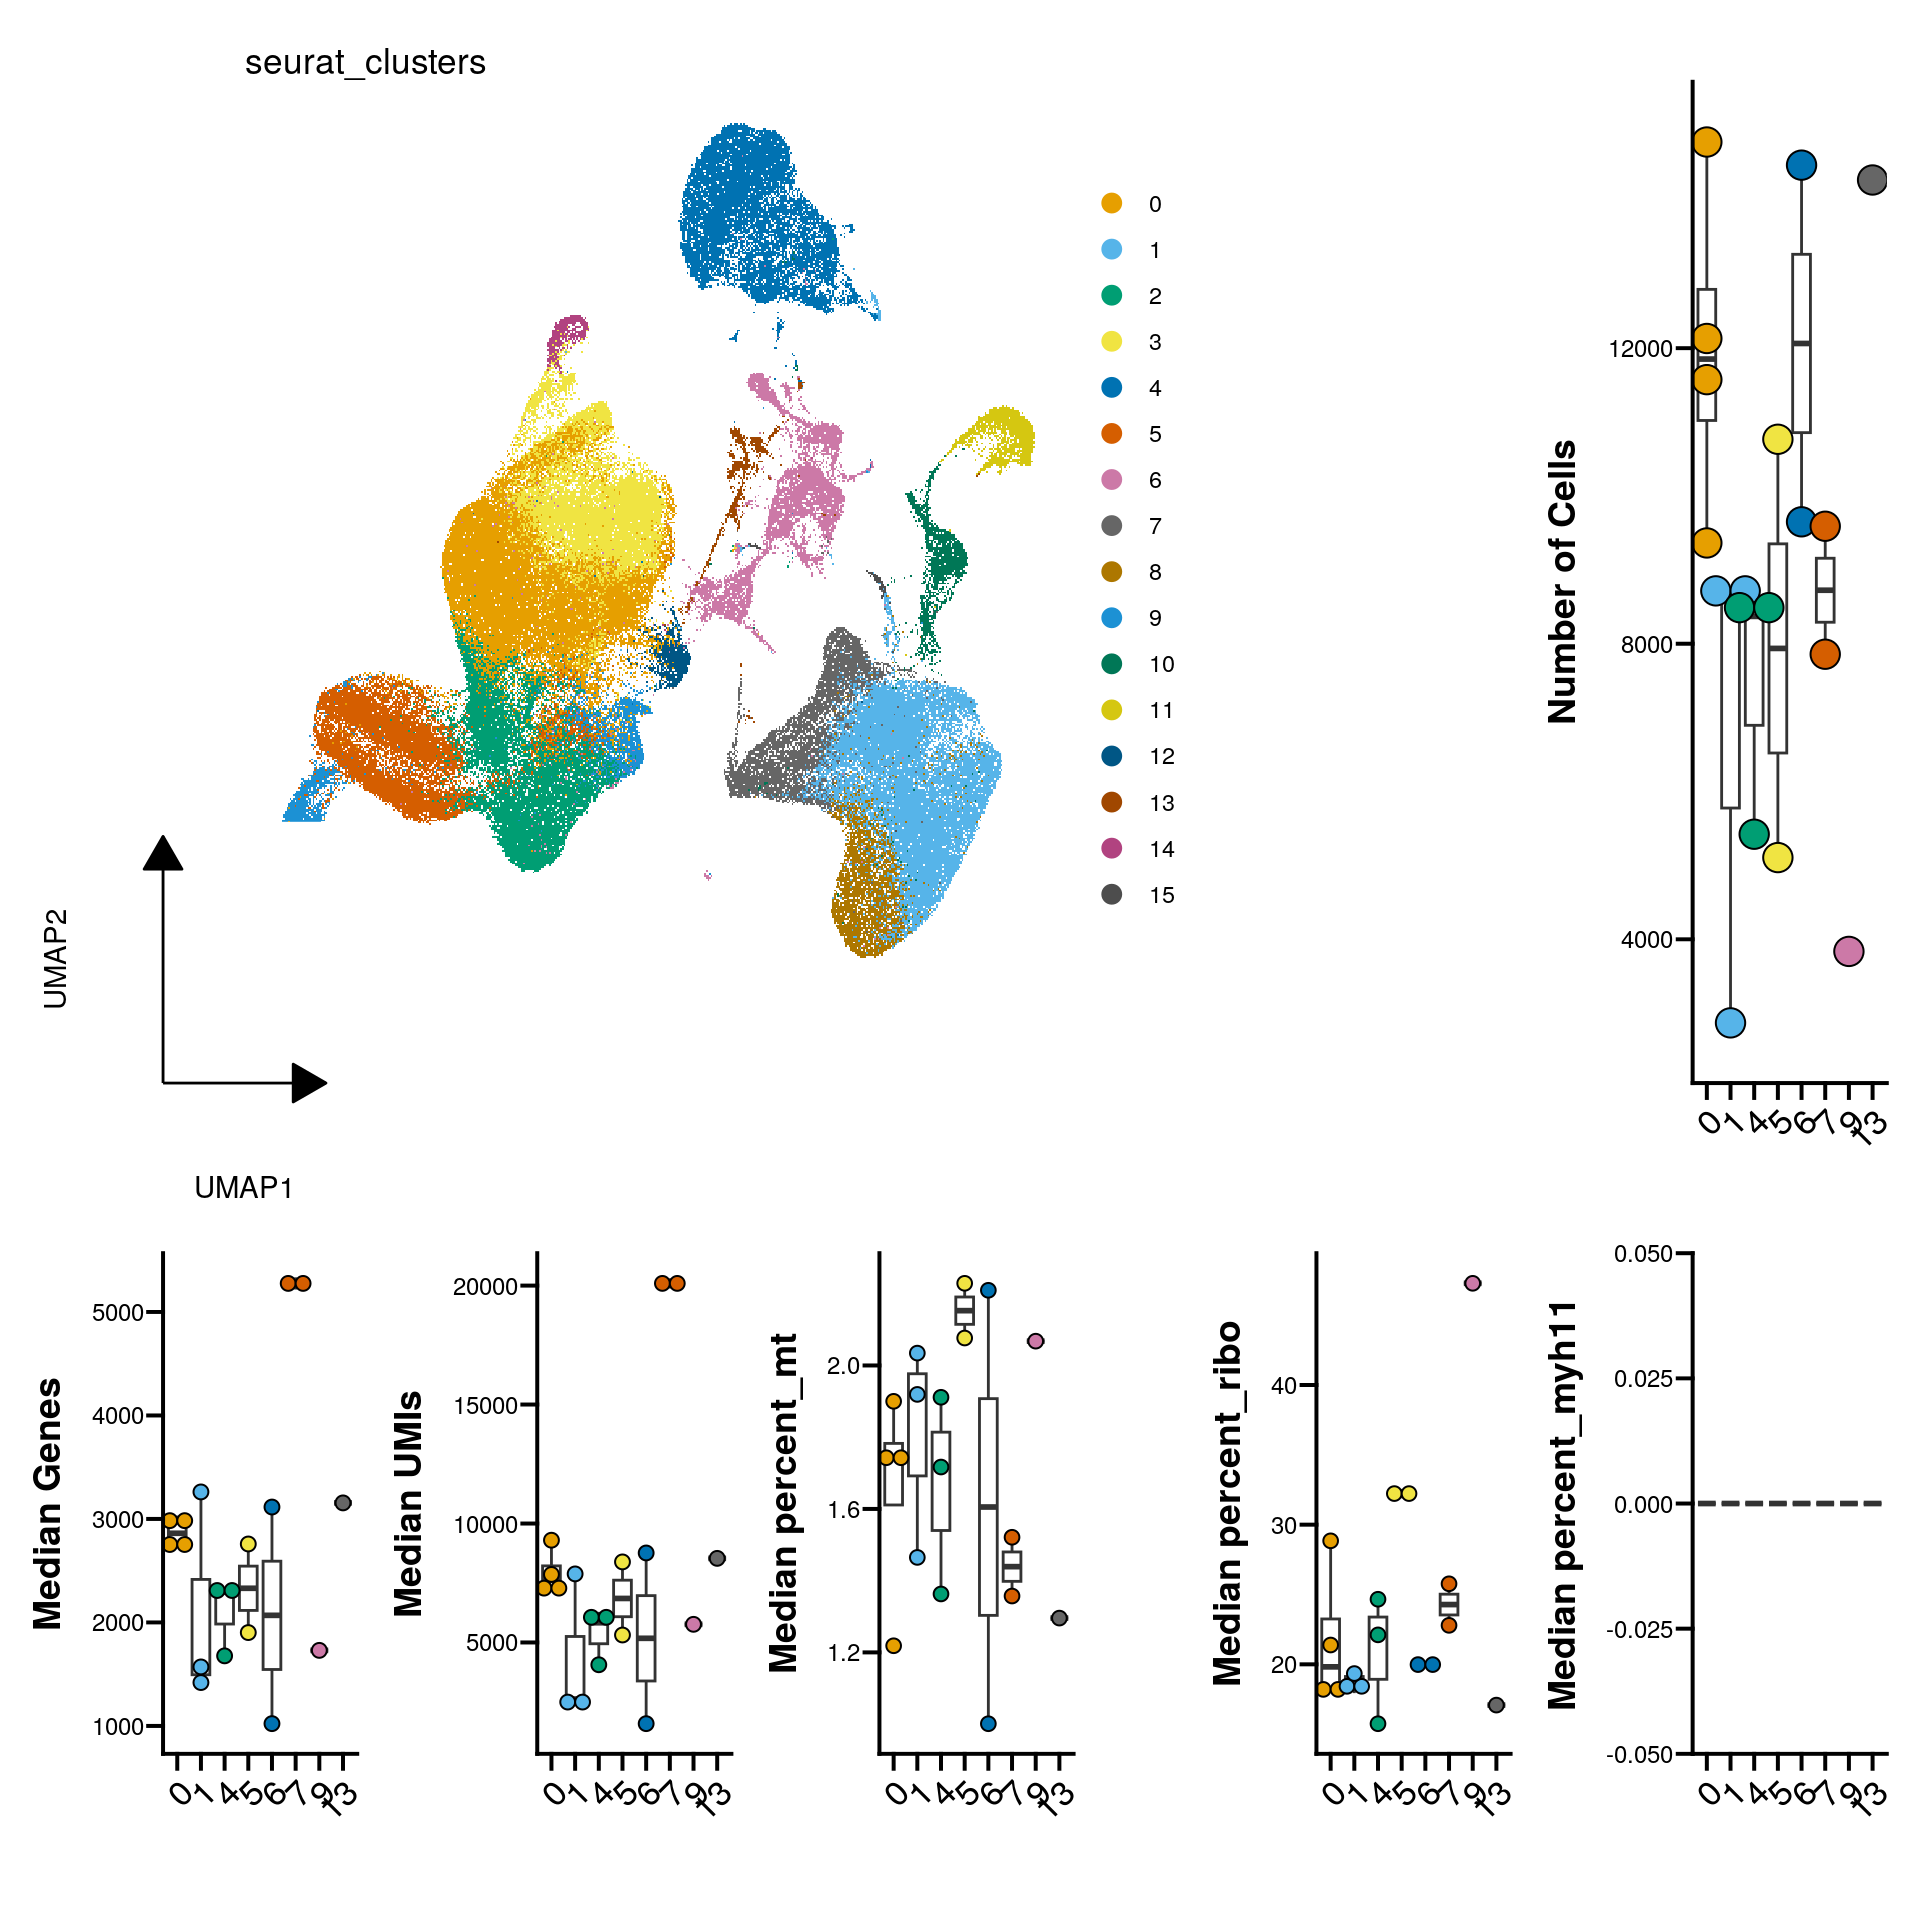 seurat_clusters
0
1
2
3
4
5
6
7
8
9
10
11
12
13
14
15
UMAP2
UMAP1
Number of Cells
12000
8000
4000
0 1 4 5 6 7 9 13
Median Genes
5000
4000
3000
2000
1000
0 1 4 5 6 7 9 13
Median UMIs
20000
15000
10000
5000
0 1 4 5 6 7 9 13
Median percent_mt
2.0
1.6
1.2
0 1 4 5 6 7 9 13
Median percent_ribo
40
30
20
0 1 4 5 6 7 9 13
Median percent_myh11
0.050
0.025
0.000
-0.025
-0.050
0 1 4 5 6 7 9 13